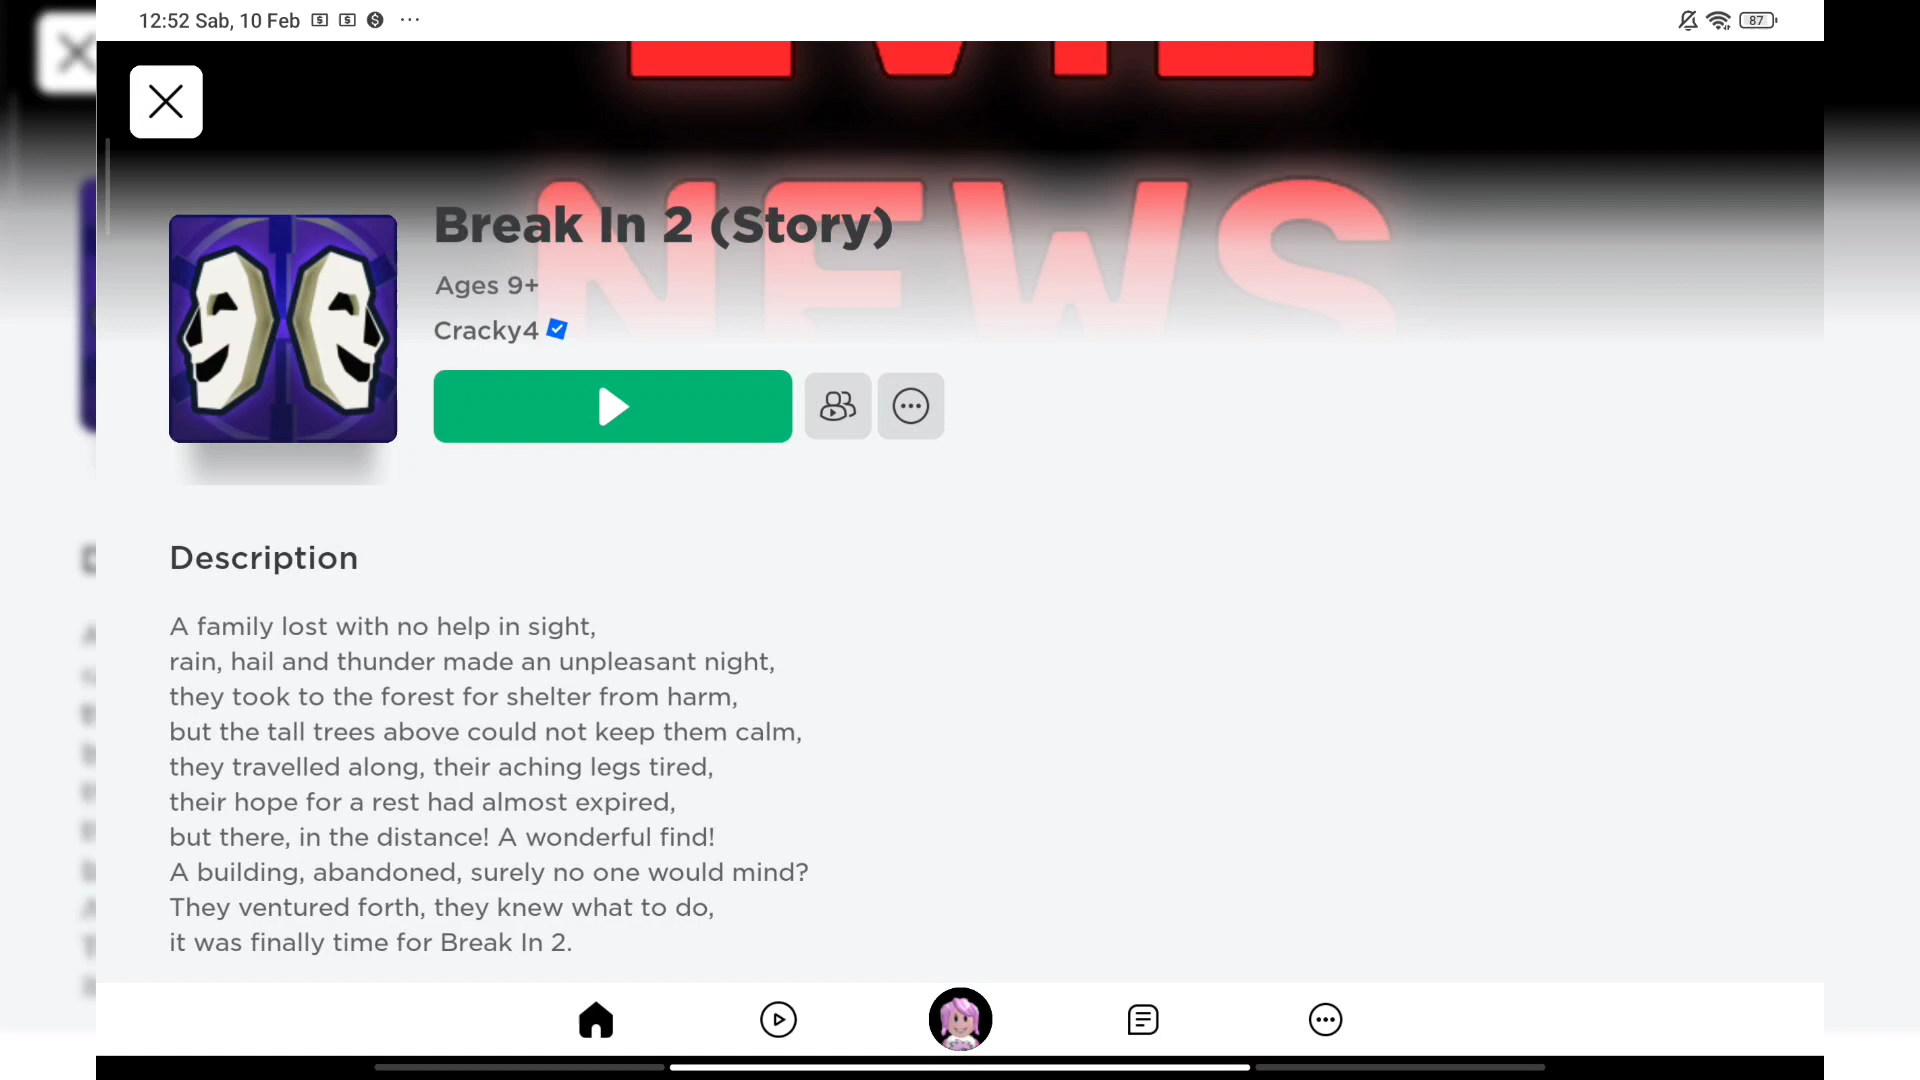 12:52 Sab, 10 Feb
87
NEWS
Break In 2 (Story)
Ages 9+
Cracky4
Description
A family lost with no help in sight,
rain, hail and thunder made an unpleasant night,
they took to the forest for shelter from harm,
but the tall trees above could not keep them calm,
they travelled along, their aching legs tired,
their hope for a rest had almost expired,
but there, in the distance! A wonderful find!
A building, abandoned, surely no one would mind?
They ventured forth, they knew what to do,
it was finally time for Break In 2.